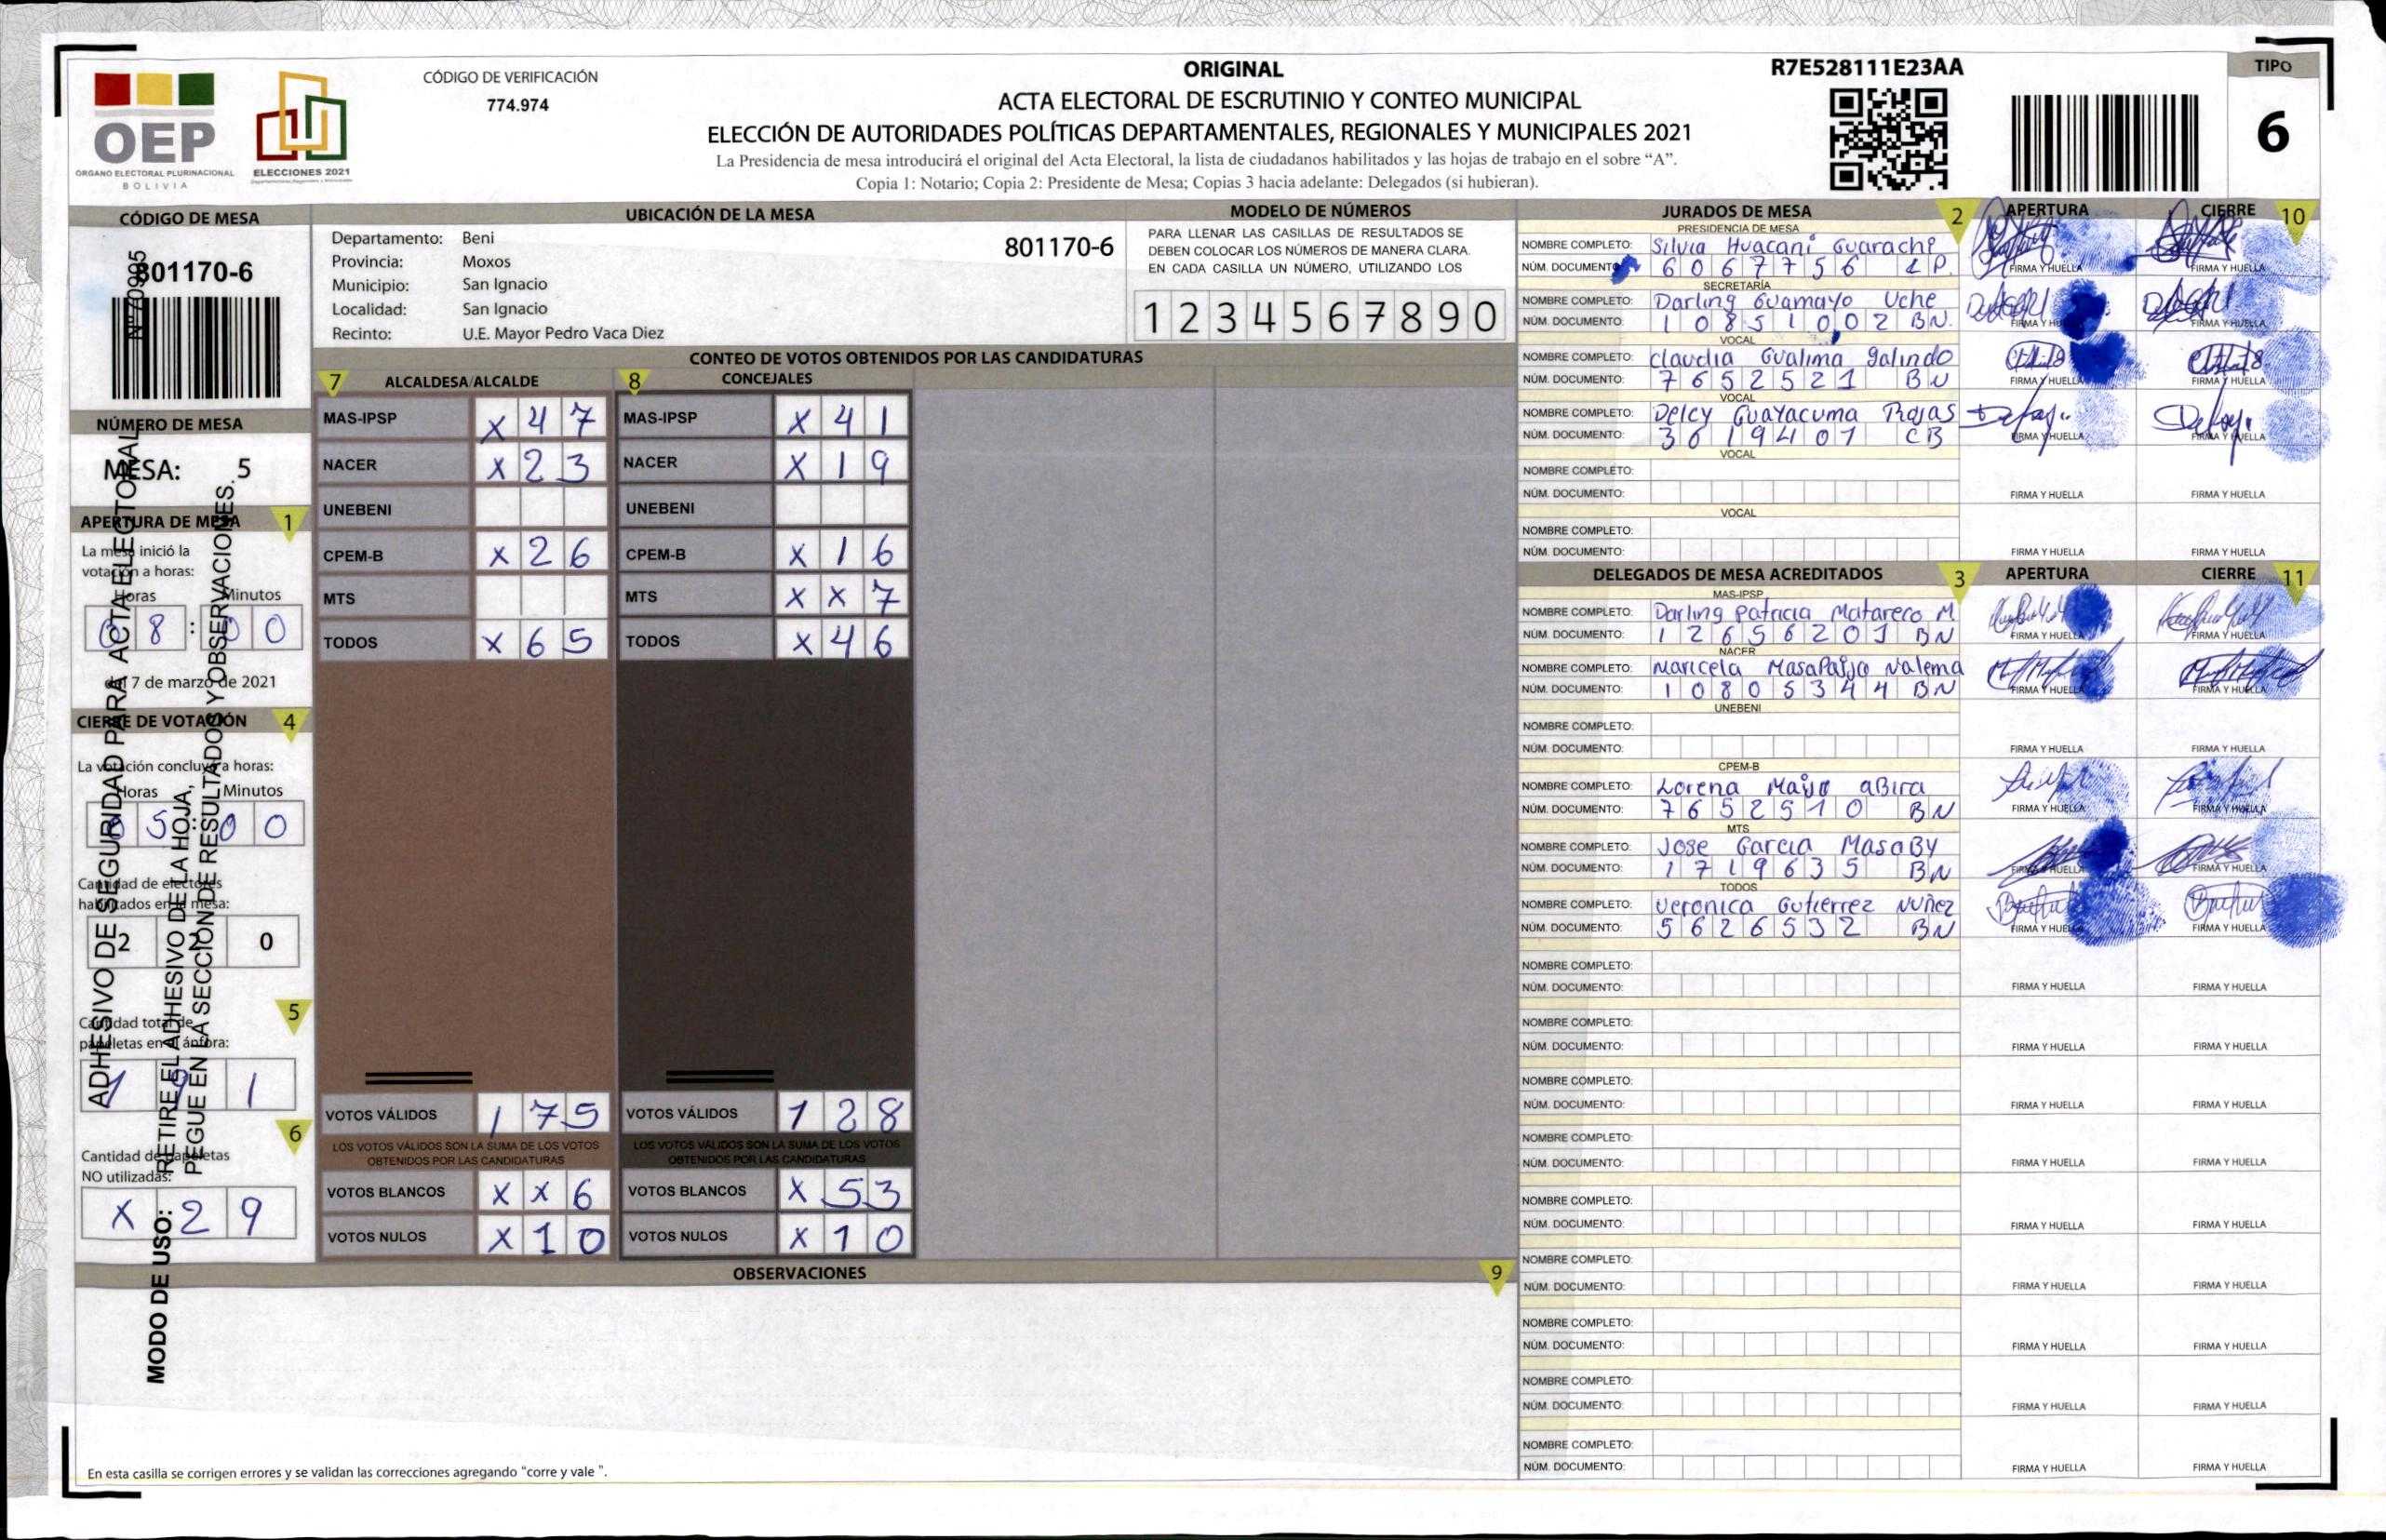 ORIGINAL
R7E528111E23AA
TIPO
6
CÓDIGO DE VERIFICACIÓN
774.974
ACTA ELECTORAL DE ESCRUTINIO Y CONTEO MUNICIPAL
ELECCIÓN DE AUTORIDADES POLÍTICAS DEPARTAMENTALES, REGIONALES Y MUNICIPALES 2021
La Presidencia de mesa introducirá el original del Acta Electoral, la lista de ciudadanos habilitados y las hojas de trabajo en el sobre “A”.
Copia 1: Notario; Copia 2: Presidente de Mesa; Copias 3 hacia adelante: Delegados (si hubieran).
OEP
ÓRGANO ELECTORAL PLURINACIONAL
BOLIVIA
ELECCIONES 2021
CÓDIGO DE MESA
801170-6
Nº70995
NÚMERO DE MESA
MESA: 5
APERTURA DE MESA 1
La mesa inició la
votación a horas:
Horas Minutos
0 8 : 0 0
del 7 de marzo de 2021
CIERRE DE VOTACIÓN 4
La votación concluyó a horas:
Horas Minutos
5 : 0 0
Cantidad de electores
habilitados en la mesa:
2 2 0
5
Cantidad total de
papeletas en el ánfora:
1 9 1
6
Cantidad de papeletas
NO utilizadas:
X 2 9
ADHESIVO DE SEGURIDAD PARA ACTA ELECTORAL
MODO DE USO: RETIRE EL ADHESIVO DE LA HOJA,
PEGUE EN LA SECCIÓN DE RESULTADOS Y OBSERVACIONES.
UBICACIÓN DE LA MESA
Departamento: Beni
801170-6
Provincia: Moxos
Municipio: San Ignacio
Localidad: San Ignacio
Recinto: U.E. Mayor Pedro Vaca Diez
MODELO DE NÚMEROS
PARA LLENAR LAS CASILLAS DE RESULTADOS SE
DEBEN COLOCAR LOS NÚMEROS DE MANERA CLARA.
EN CADA CASILLA UN NÚMERO, UTILIZANDO LOS
1 2 3 4 5 6 7 8 9 0
CONTEO DE VOTOS OBTENIDOS POR LAS CANDIDATURAS
7 ALCALDESA/ALCALDE 8 CONCEJALES
MAS-IPSP X 4 7 MAS-IPSP X 4 1
NACER X 2 3 NACER X 1 9
UNEBENI UNEBENI
CPEM-B X 2 6 CPEM-B X 1 6
MTS MTS X X 7
TODOS X 6 5 TODOS X 4 6
VOTOS VÁLIDOS 1 7 5 VOTOS VÁLIDOS 1 2 8
LOS VOTOS VÁLIDOS SON LA SUMA DE LOS VOTOS LOS VOTOS VÁLIDOS SON LA SUMA DE LOS VOTOS
OBTENIDOS POR LAS CANDIDATURAS OBTENIDOS POR LAS CANDIDATURAS
VOTOS BLANCOS X X 6 VOTOS BLANCOS X 5 3
VOTOS NULOS X 1 0 VOTOS NULOS X 1 0
OBSERVACIONES 9
En esta casilla se corrigen errores y se validan las correcciones agregando “corre y vale ”.
JURADOS DE MESA 2 APERTURA CIERRE 10
PRESIDENCIA DE MESA
NOMBRE COMPLETO: Silvia Huacani Guarachi
NÚM. DOCUMENTO: 6 0 6 7 7 5 6 L P. FIRMA Y HUELLA FIRMA Y HUELLA
SECRETARÍA
NOMBRE COMPLETO: Darling Guamayo Uche
NÚM. DOCUMENTO: 1 0 8 5 1 0 0 2 BN. FIRMA Y HUELLA FIRMA Y HUELLA
VOCAL
NOMBRE COMPLETO: claudia Gualima galindo
NÚM. DOCUMENTO: 7 6 5 2 5 2 1 BN FIRMA Y HUELLA FIRMA Y HUELLA
VOCAL
NOMBRE COMPLETO: Delcy Guayacuma Rojas
NÚM. DOCUMENTO: 3 6 1 9 4 0 7 CB FIRMA Y HUELLA FIRMA Y HUELLA
VOCAL
NOMBRE COMPLETO:
NÚM. DOCUMENTO: FIRMA Y HUELLA FIRMA Y HUELLA
VOCAL
NOMBRE COMPLETO:
NÚM. DOCUMENTO: FIRMA Y HUELLA FIRMA Y HUELLA
DELEGADOS DE MESA ACREDITADOS 3 APERTURA CIERRE 11
MAS-IPSP
NOMBRE COMPLETO: Darling Patricia Matareco M
NÚM. DOCUMENTO: 1 2 6 5 6 2 0 1 BN FIRMA Y HUELLA FIRMA Y HUELLA
NACER
NOMBRE COMPLETO: Maricela Nalema
NÚM. DOCUMENTO: 1 0 8 0 5 3 4 4 BN FIRMA Y HUELLA FIRMA Y HUELLA
UNEBENI
NOMBRE COMPLETO:
NÚM. DOCUMENTO: FIRMA Y HUELLA FIRMA Y HUELLA
CPEM-B
NOMBRE COMPLETO: Lorena aBira
NÚM. DOCUMENTO: 7 6 5 2 5 1 0 BN FIRMA Y HUELLA FIRMA Y HUELLA
MTS
NOMBRE COMPLETO: Jose Garcia MasaBy
NÚM. DOCUMENTO: 1 7 1 9 6 3 5 BN FIRMA Y HUELLA FIRMA Y HUELLA
TODOS
NOMBRE COMPLETO: Veronica Gutierrez Nuñez
NÚM. DOCUMENTO: 5 6 2 6 5 3 2 BN FIRMA Y HUELLA FIRMA Y HUELLA
NOMBRE COMPLETO:
NÚM. DOCUMENTO: FIRMA Y HUELLA FIRMA Y HUELLA
NOMBRE COMPLETO:
NÚM. DOCUMENTO: FIRMA Y HUELLA FIRMA Y HUELLA
NOMBRE COMPLETO:
NÚM. DOCUMENTO: FIRMA Y HUELLA FIRMA Y HUELLA
NOMBRE COMPLETO:
NÚM. DOCUMENTO: FIRMA Y HUELLA FIRMA Y HUELLA
NOMBRE COMPLETO:
NÚM. DOCUMENTO: FIRMA Y HUELLA FIRMA Y HUELLA
NOMBRE COMPLETO:
NÚM. DOCUMENTO: FIRMA Y HUELLA FIRMA Y HUELLA
NOMBRE COMPLETO:
NÚM. DOCUMENTO: FIRMA Y HUELLA FIRMA Y HUELLA
NOMBRE COMPLETO:
NÚM. DOCUMENTO: FIRMA Y HUELLA FIRMA Y HUELLA
NOMBRE COMPLETO:
NÚM. DOCUMENTO: FIRMA Y HUELLA FIRMA Y HUELLA